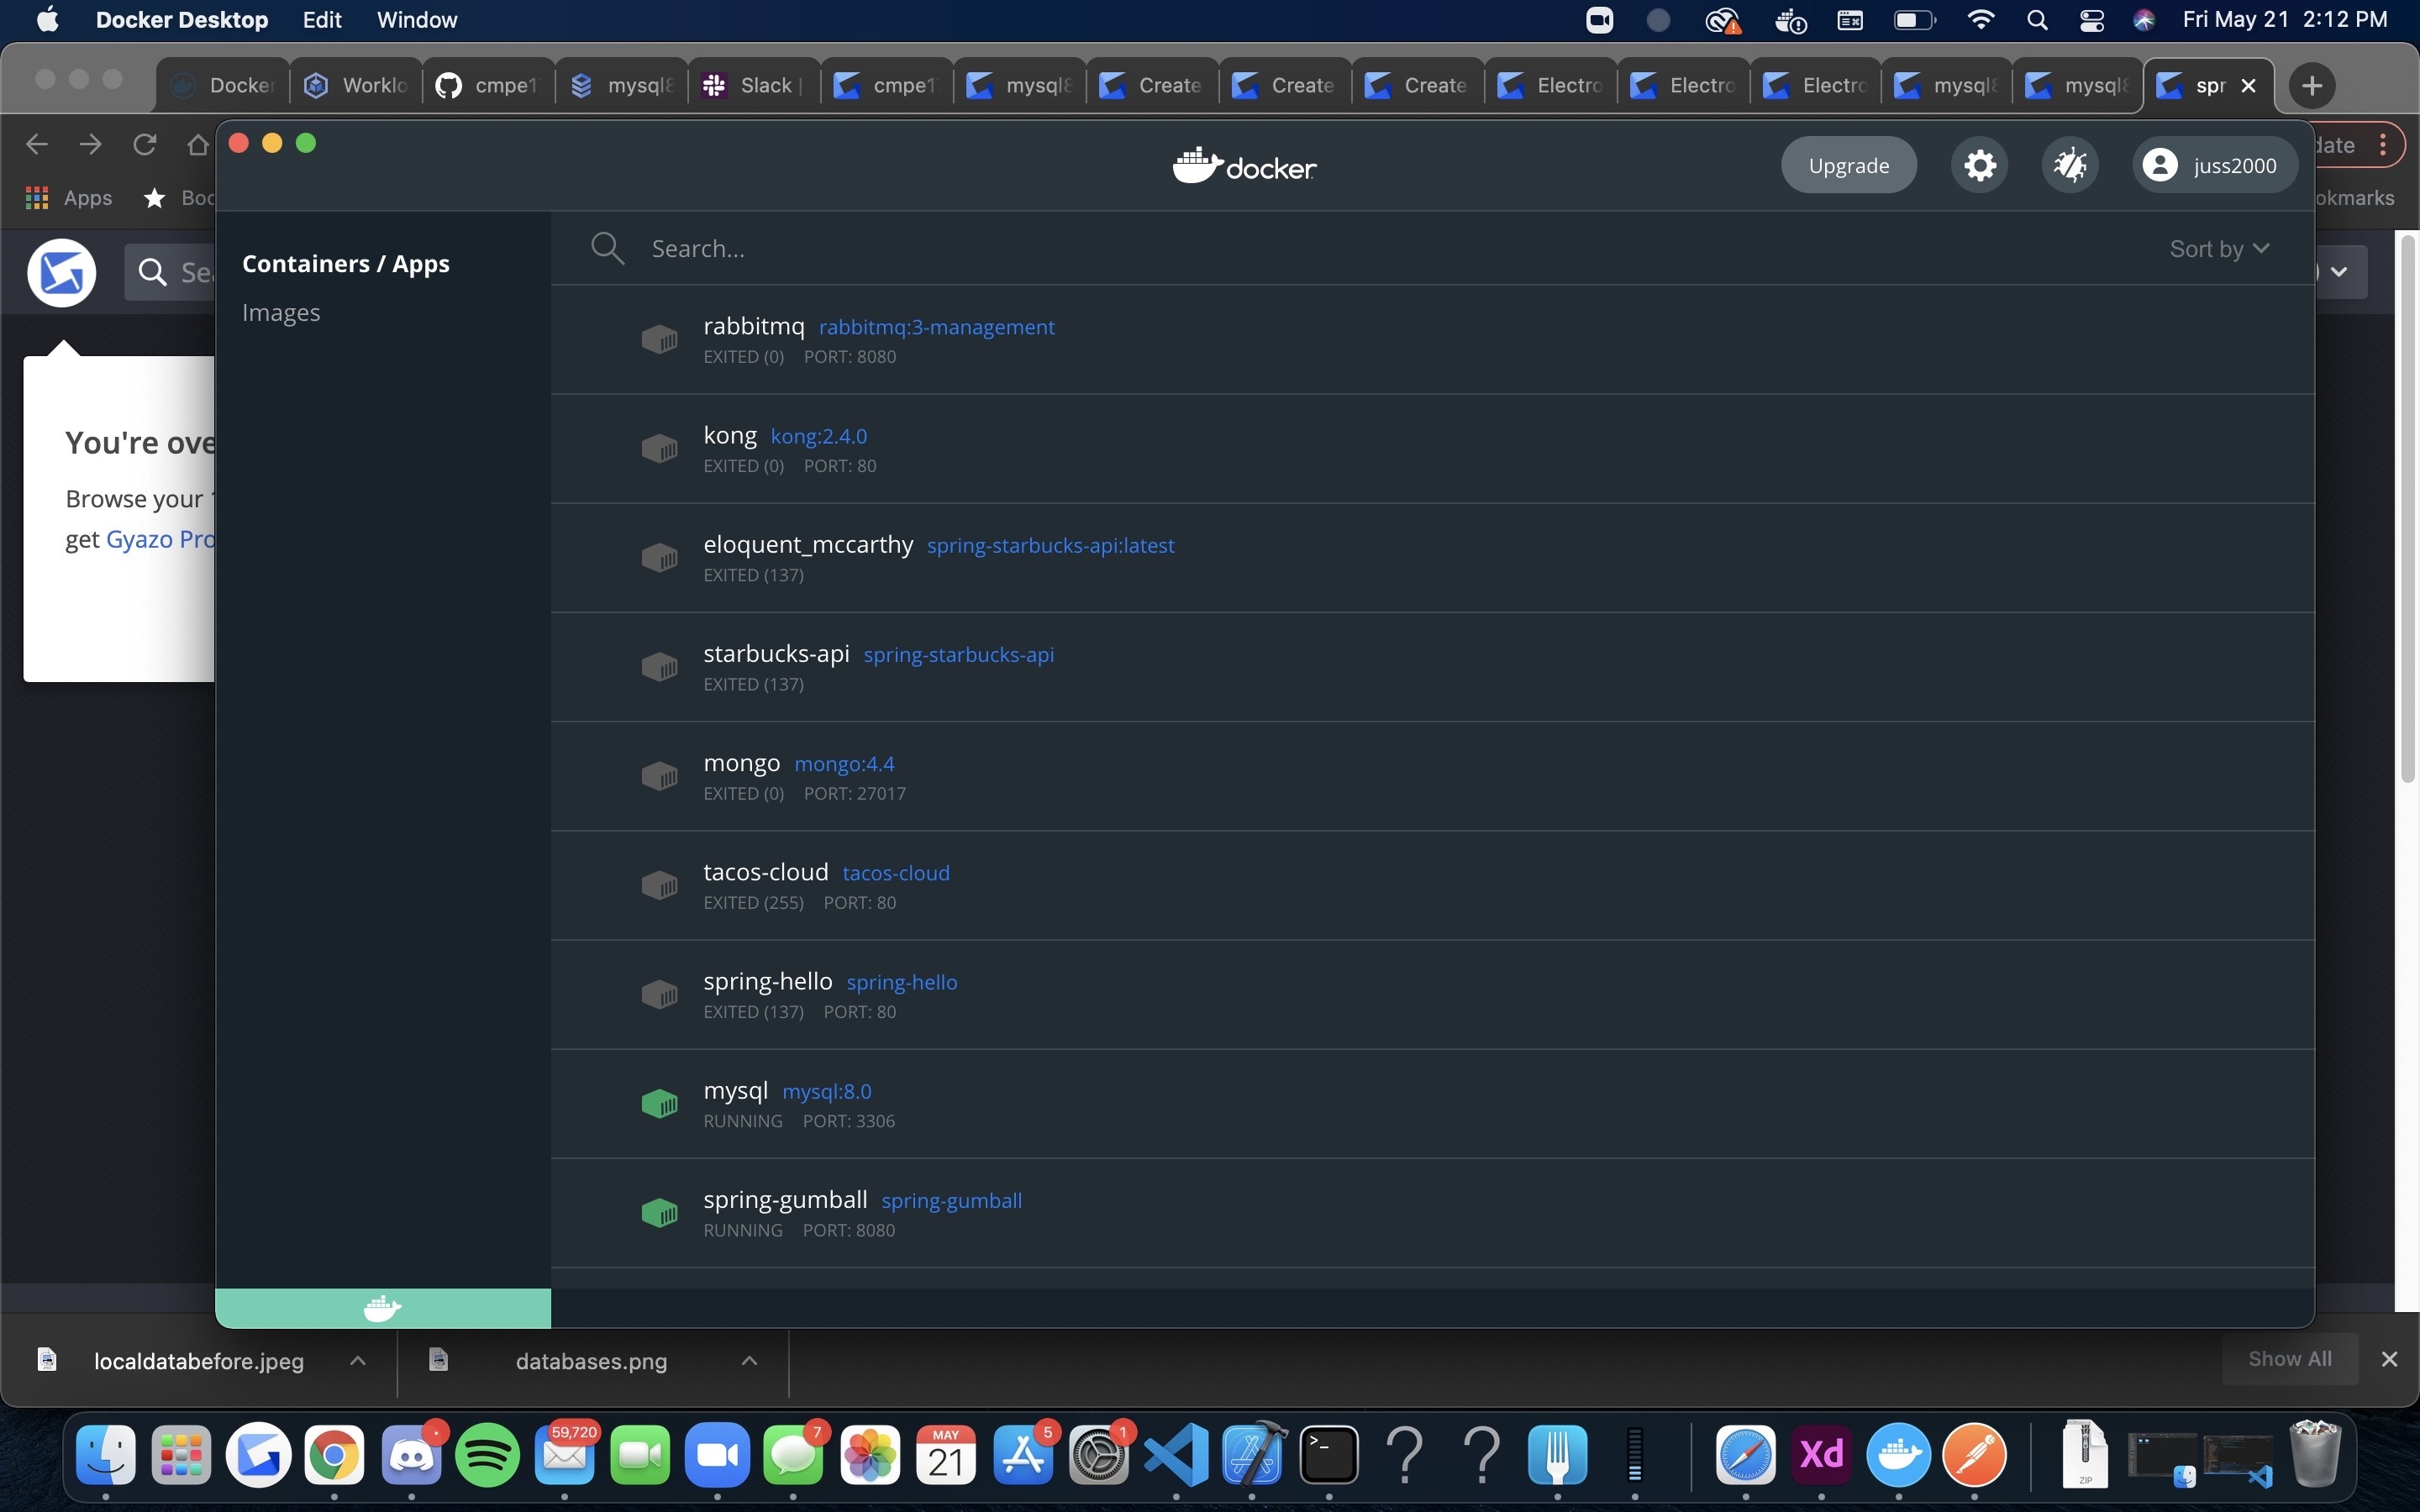 Docker Desktop Edit Window Fri May 21 2:12 PM
Docker Worklo cmpe1 mysql8 Slack | cmpe1 mysql8 Create Create Create Electro Electro Electro mysql8 mysql8 spr
date
Apps Boo okmarks
Sea
docker
Upgrade juss2000
Containers / Apps
Images
Search...
Sort by
You're ove
Browse your
get Gyazo Pro
rabbitmq rabbitmq:3-management
EXITED (0) PORT: 8080
kong kong:2.4.0
EXITED (0) PORT: 80
eloquent_mccarthy spring-starbucks-api:latest
EXITED (137)
starbucks-api spring-starbucks-api
EXITED (137)
mongo mongo:4.4
EXITED (0) PORT: 27017
tacos-cloud tacos-cloud
EXITED (255) PORT: 80
spring-hello spring-hello
EXITED (137) PORT: 80
mysql mysql:8.0
RUNNING PORT: 3306
spring-gumball spring-gumball
RUNNING PORT: 8080
localdatabefore.jpeg databases.png Show All
59,720 7 MAY 21 5 1 >_ ? ? Xd ZIP